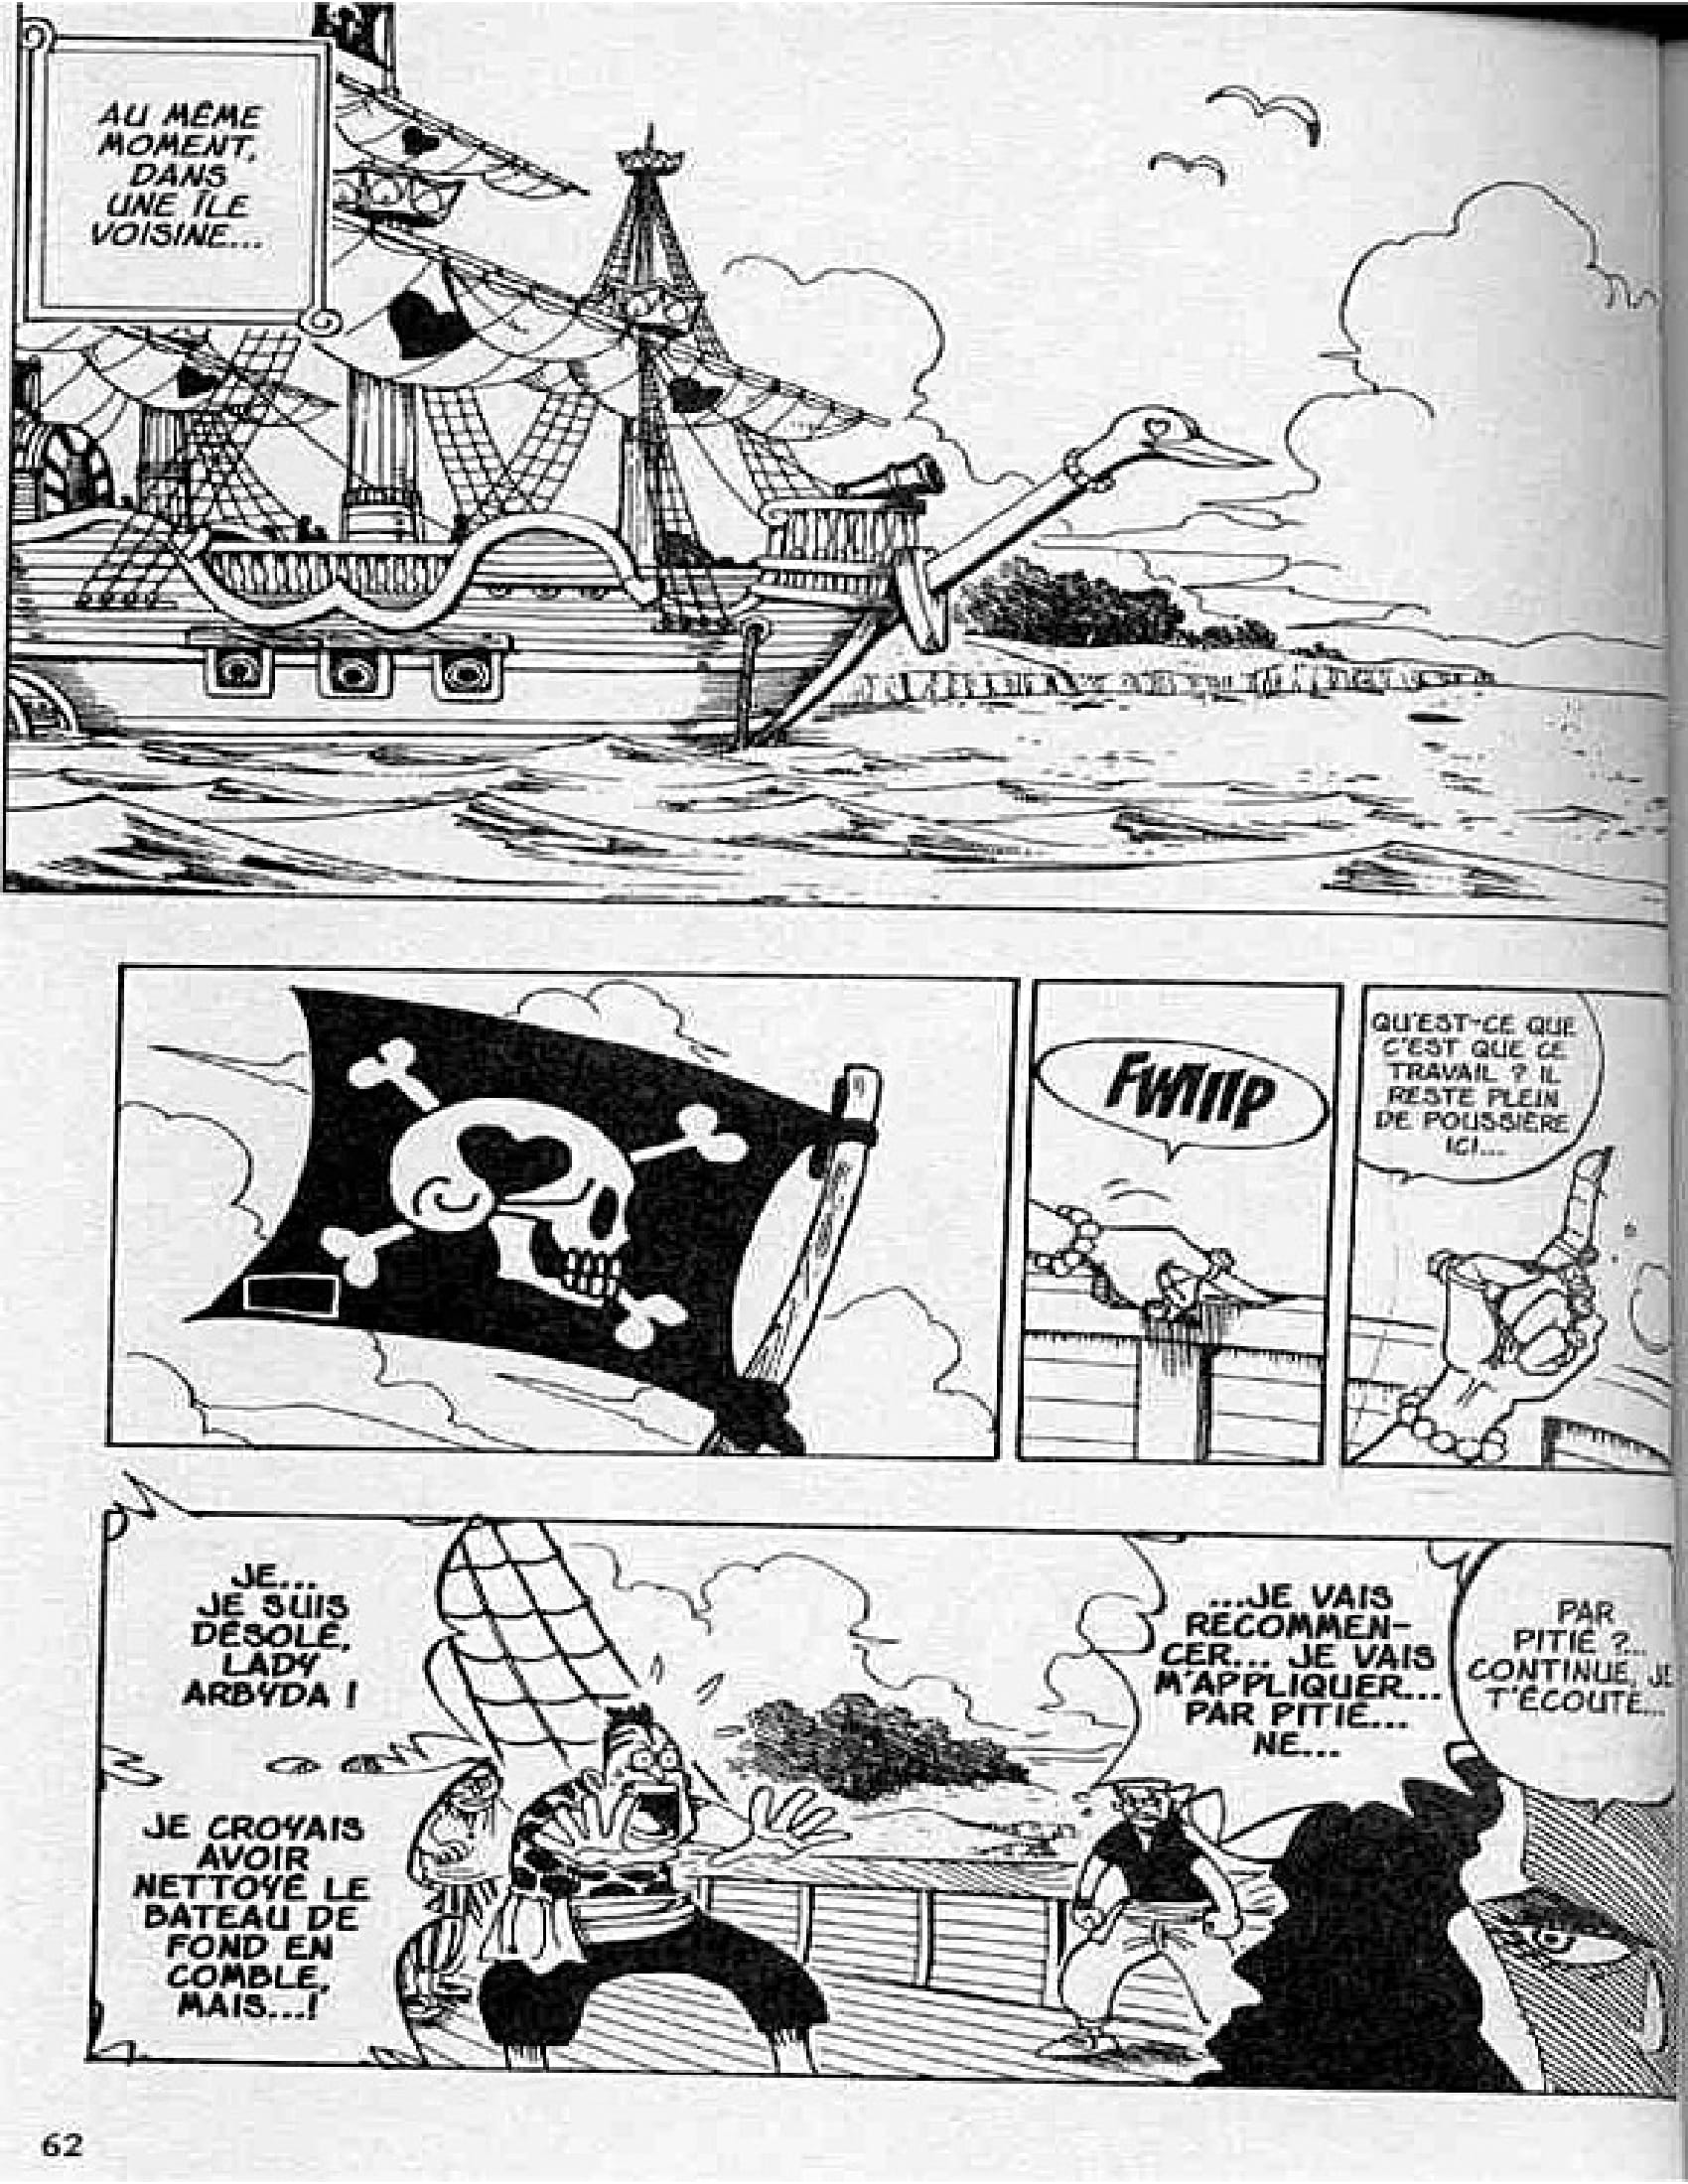 AU MÊME
MOMENT,
DANS
UNE ÎLE
VOISINE...
FWIIIP
QU'EST-CE QUE
C'EST QUE CE
TRAVAIL ? IL
RESTE PLEIN
DE POUSSIÈRE
ICI...
JE...
JE SUIS
DÉSOLÉ,
LADY
ARBYDA !
JE CROYAIS
AVOIR
NETTOYÉ LE
BATEAU DE
FOND EN
COMBLE,
MAIS...!
...JE VAIS
RECOMMEN-
CER... JE VAIS
M'APPLIQUER...
PAR PITIÉ...
NE...
PAR
PITIÉ ?...
CONTINUE, JE
T'ÉCOUTE...
62